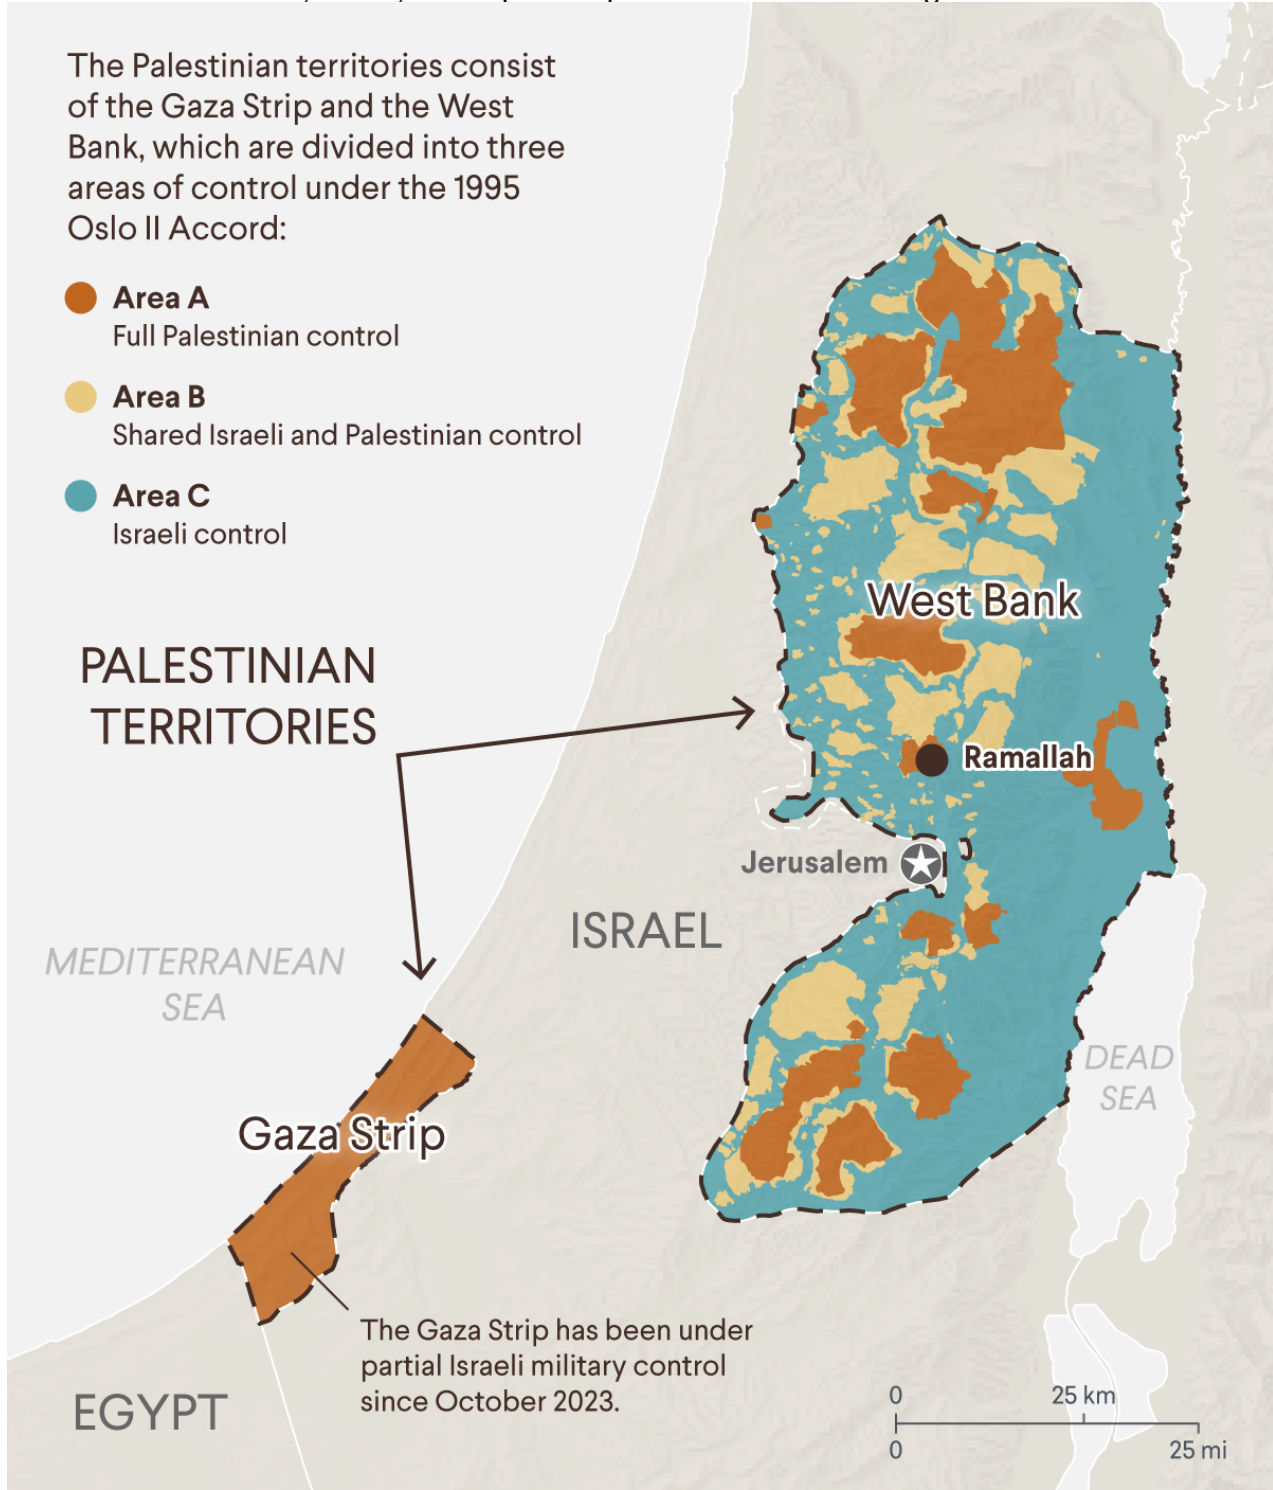 The Palestinian territories consist
of the Gaza Strip and the West
Bank, which are divided into three
areas of control under the 1995
Oslo II Accord:
Area A
Full Palestinian control
Area B
Shared Israeli and Palestinian control
Area C
Israeli control
PALESTINIAN
TERRITORIES
West Bank
Ramallah
Jerusalem
ISRAEL
MEDITERRANEAN
SEA
DEAD
SEA
Gaza Strip
The Gaza Strip has been under
partial Israeli military control
since October 2023.
EGYPT
0 25 km
0 25 mi